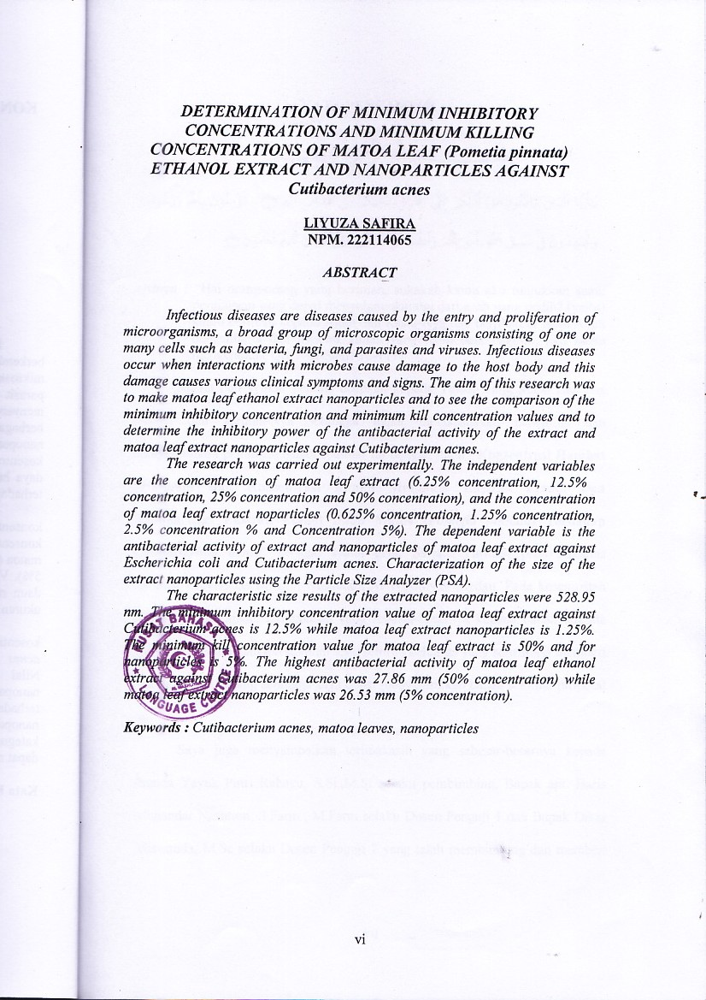 DETERMINATION OF MINIMUM INHIBITORY
CONCENTRATIONS AND MINIMUM KILLING
CONCENTRATIONS OF MATOA LEAF (Pometia pinnata)
ETHANOL EXTRACT AND NANOPARTICLES AGAINST
Cutibacterium acnes
LIYUZA SAFIRA
NPM. 222114065
ABSTRACT
Infectious diseases are diseases caused by the entry and proliferation of
microorganisms, a broad group of microscopic organisms consisting of one or
many cells such as bacteria, fungi, and parasites and viruses. Infectious diseases
occur when interactions with microbes cause damage to the host body and this
damage causes various clinical symptoms and signs. The aim of this research was
to make matoa leaf ethanol extract nanoparticles and to see the comparison of the
minimum inhibitory concentration and minimum kill concentration values and to
determine the inhibitory power of the antibacterial activity of the extract and
matoa leaf extract nanoparticles against Cutibacterium acnes.
The research was carried out experimentally. The independent variables
are the concentration of matoa leaf extract (6.25% concentration, 12.5%
concentration, 25% concentration and 50% concentration), and the concentration
of matoa leaf extract noparticles (0.625% concentration, 1.25% concentration,
2.5% concentration % and Concentration 5%). The dependent variable is the
antibacterial activity of extract and nanoparticles of matoa leaf extract against
Escherichia coli and Cutibacterium acnes. Characterization of the size of the
extract nanoparticles using the Particle Size Analyzer (PSA).
The characteristic size results of the extracted nanoparticles were 528.95
nm. The minimum inhibitory concentration value of matoa leaf extract against
Cutibacterium acnes is 12.5% while matoa leaf extract nanoparticles is 1.25%.
The minimum kill concentration value for matoa leaf extract is 50% and for
nanoparticles is 5%. The highest antibacterial activity of matoa leaf ethanol
extract against Cutibacterium acnes was 27.86 mm (50% concentration) while
matoa leaf extract nanoparticles was 26.53 mm (5% concentration).
PUSAT BAHASA
LANGUAGE CENTRE
Keywords : Cutibacterium acnes, matoa leaves, nanoparticles
vi